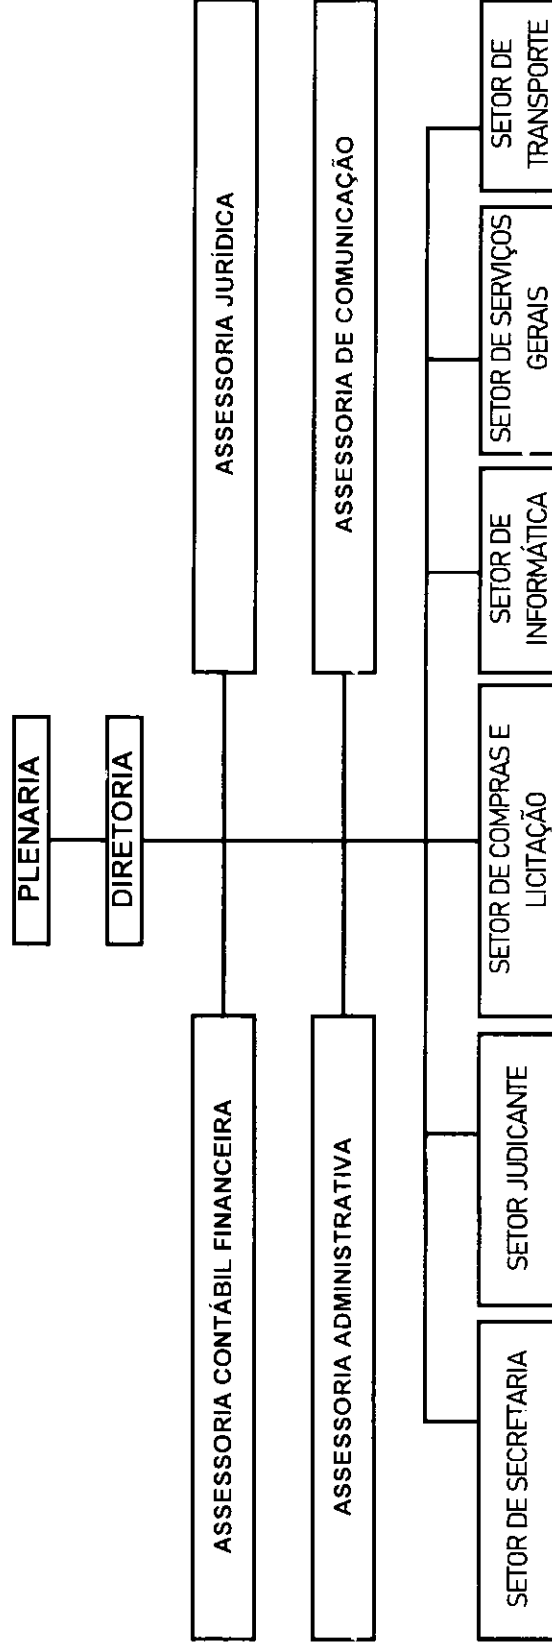 PLENARIA
DIRETORIA
ASSESSORIA CONTÁBIL FINANCEIRA
ASSESSORIA JURÍDICA
ASSESSORIA ADMINISTRATIVA
ASSESSORIA DE COMUNICAÇÃO
SETOR DE SECRETARIA
SETOR JUDICANTE
SETOR DE COMPRAS E
LICITAÇÃO
SETOR DE
INFORMÁTICA
SETOR DE SERVIÇOS
GERAIS
SETOR DE
TRANSPORTE